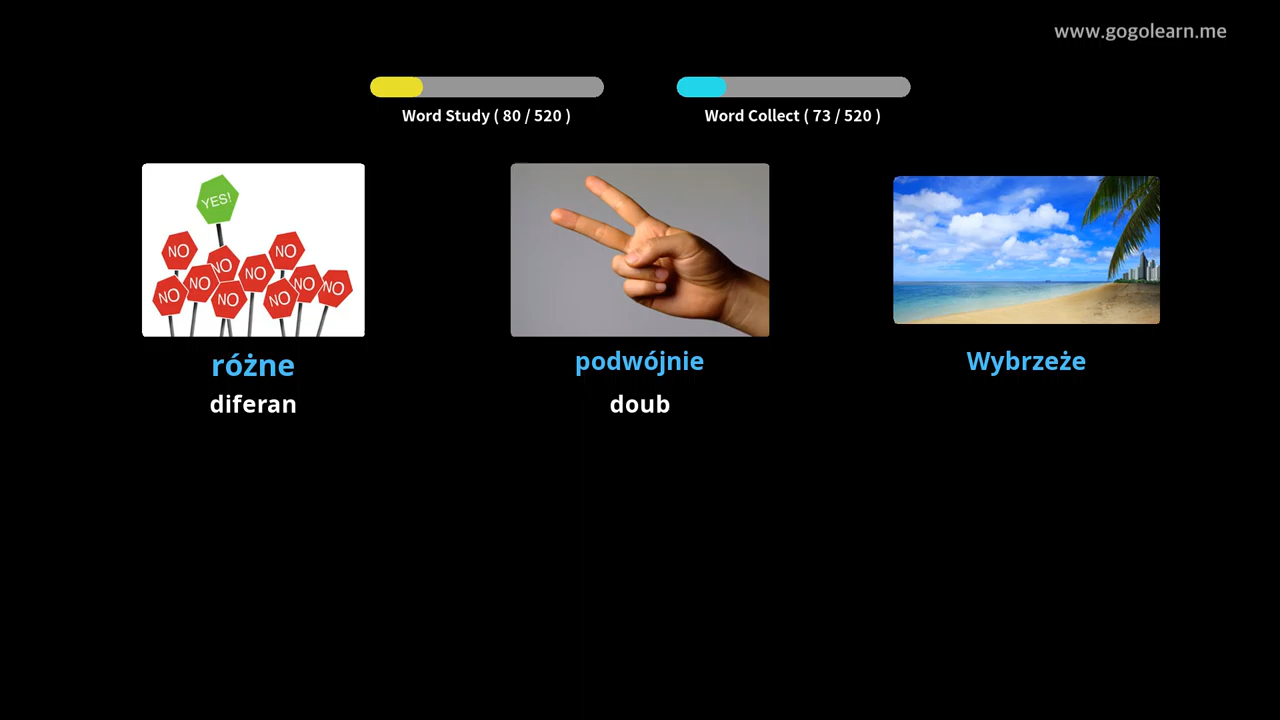 www.gogolearn.me
Word Study ( 80 / 520 )
Word Collect ( 73 / 520 )
YES!
NO
NO
NO
NO
NO
NO
NO
NO
NO
NO
różne
podwójnie
Wybrzeże
diferan
doub